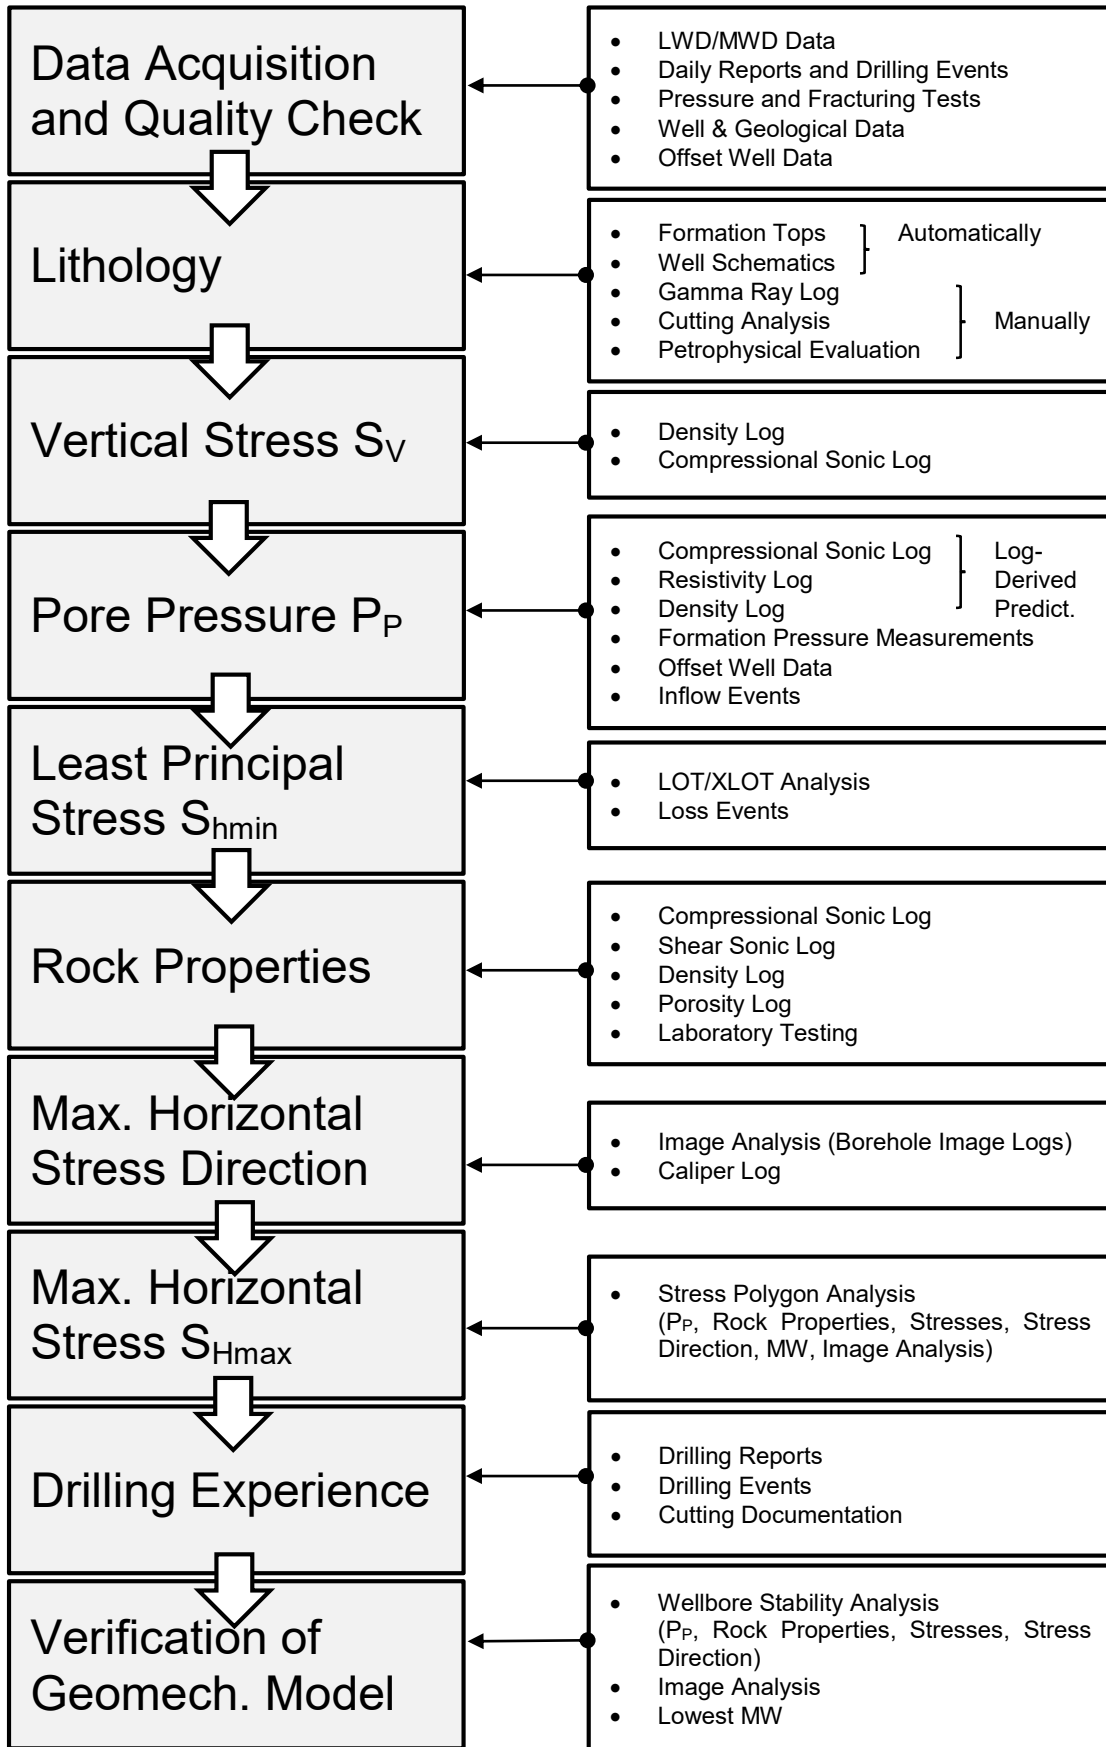 Data Acquisition
and Quality Check
• LWD/MWD Data
• Daily Reports and Drilling Events
• Pressure and Fracturing Tests
• Well & Geological Data
• Offset Well Data
Lithology
• Formation Tops
• Well Schematics
Automatically
• Gamma Ray Log
• Cutting Analysis
• Petrophysical Evaluation
Manually
Vertical Stress SV
• Density Log
• Compressional Sonic Log
Pore Pressure PP
• Compressional Sonic Log
• Resistivity Log
• Density Log
Log-
Derived
Predict.
• Formation Pressure Measurements
• Offset Well Data
• Inflow Events
Least Principal
Stress Shmin
• LOT/XLOT Analysis
• Loss Events
Rock Properties
• Compressional Sonic Log
• Shear Sonic Log
• Density Log
• Porosity Log
• Laboratory Testing
Max. Horizontal
Stress Direction
• Image Analysis (Borehole Image Logs)
• Caliper Log
Max. Horizontal
Stress SHmax
• Stress Polygon Analysis
(PP, Rock Properties, Stresses, Stress
Direction, MW, Image Analysis)
Drilling Experience
• Drilling Reports
• Drilling Events
• Cutting Documentation
Verification of
Geomech. Model
• Wellbore Stability Analysis
(PP, Rock Properties, Stresses, Stress
Direction)
• Image Analysis
• Lowest MW